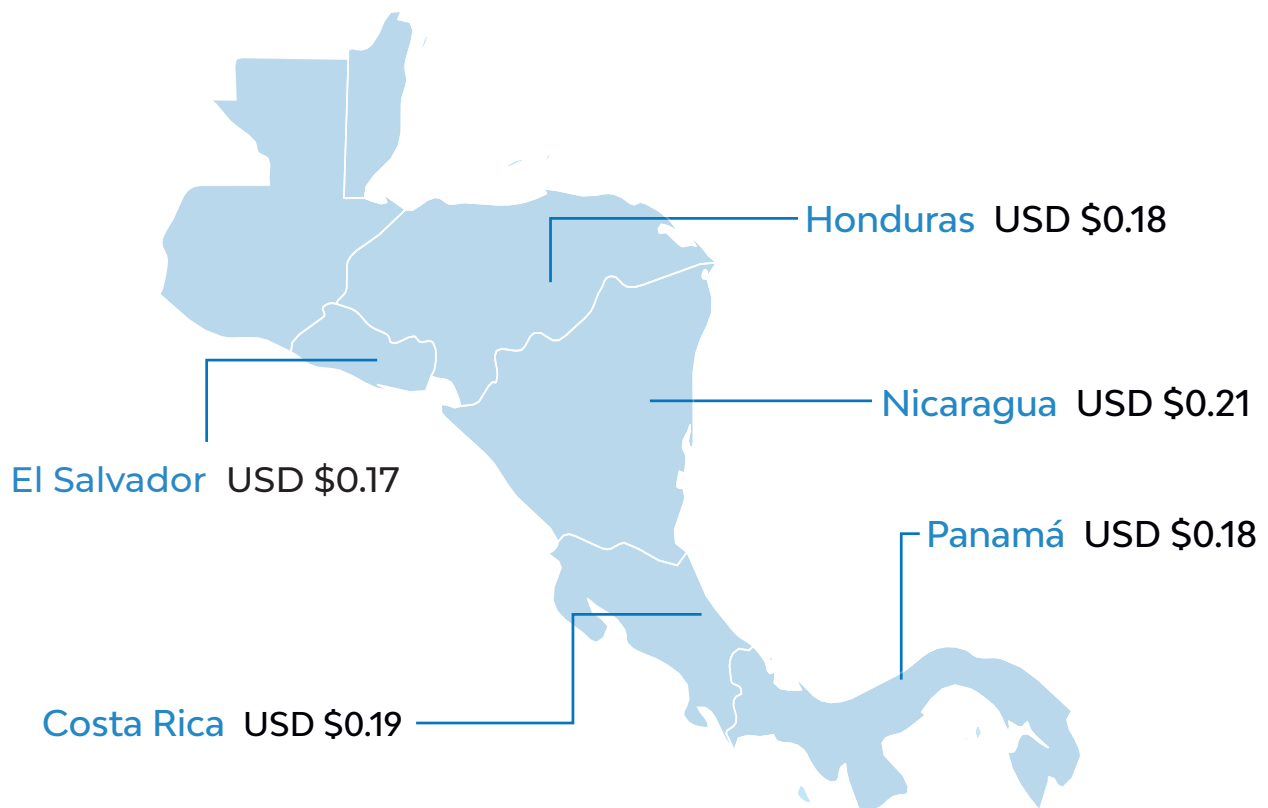 Honduras USD $0.18
Nicaragua USD $0.21
El Salvador USD $0.17
Panamá USD $0.18
Costa Rica USD $0.19